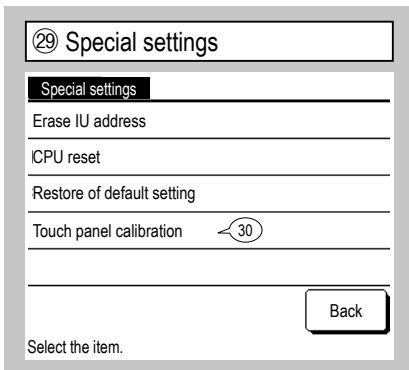 ㉙ Special settings
Special settings
Erase IU address
CPU reset
Restore of default setting
Touch panel calibration 30
Back
Select the item.